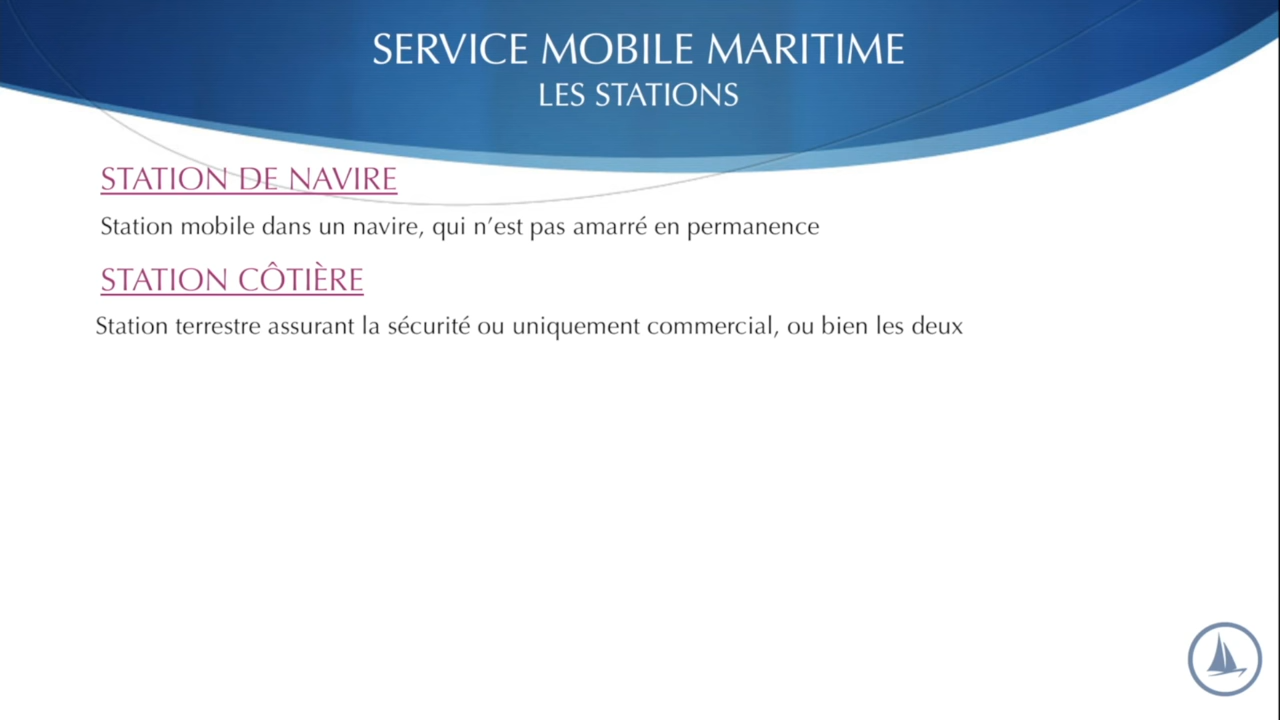 SERVICE MOBILE MARITIME
LES STATIONS
STATION DE NAVIRE
Station mobile dans un navire, qui n’est pas amarré en permanence
STATION CÔTIÈRE
Station terrestre assurant la sécurité ou uniquement commercial, ou bien les deux